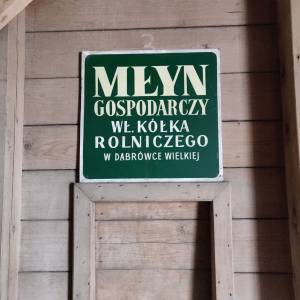 MŁYN
GOSPODARCZY
WŁ. KÓŁKA
ROLNICZEGO
W DĄBRÓWCE WIELKIEJ